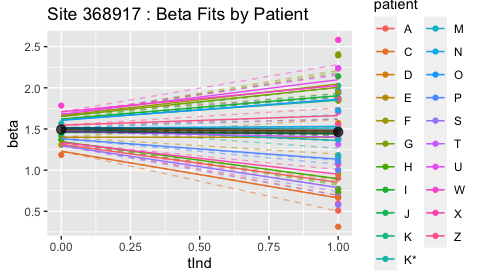 Site 368917 : Beta Fits by Patient
patient
beta
2.5
2.0
1.5
1.0
0.5
0.00
0.25
0.50
0.75
1.00
tInd
A
C
D
E
F
G
H
I
J
K
K*
M
N
O
P
S
T
U
W
X
Z